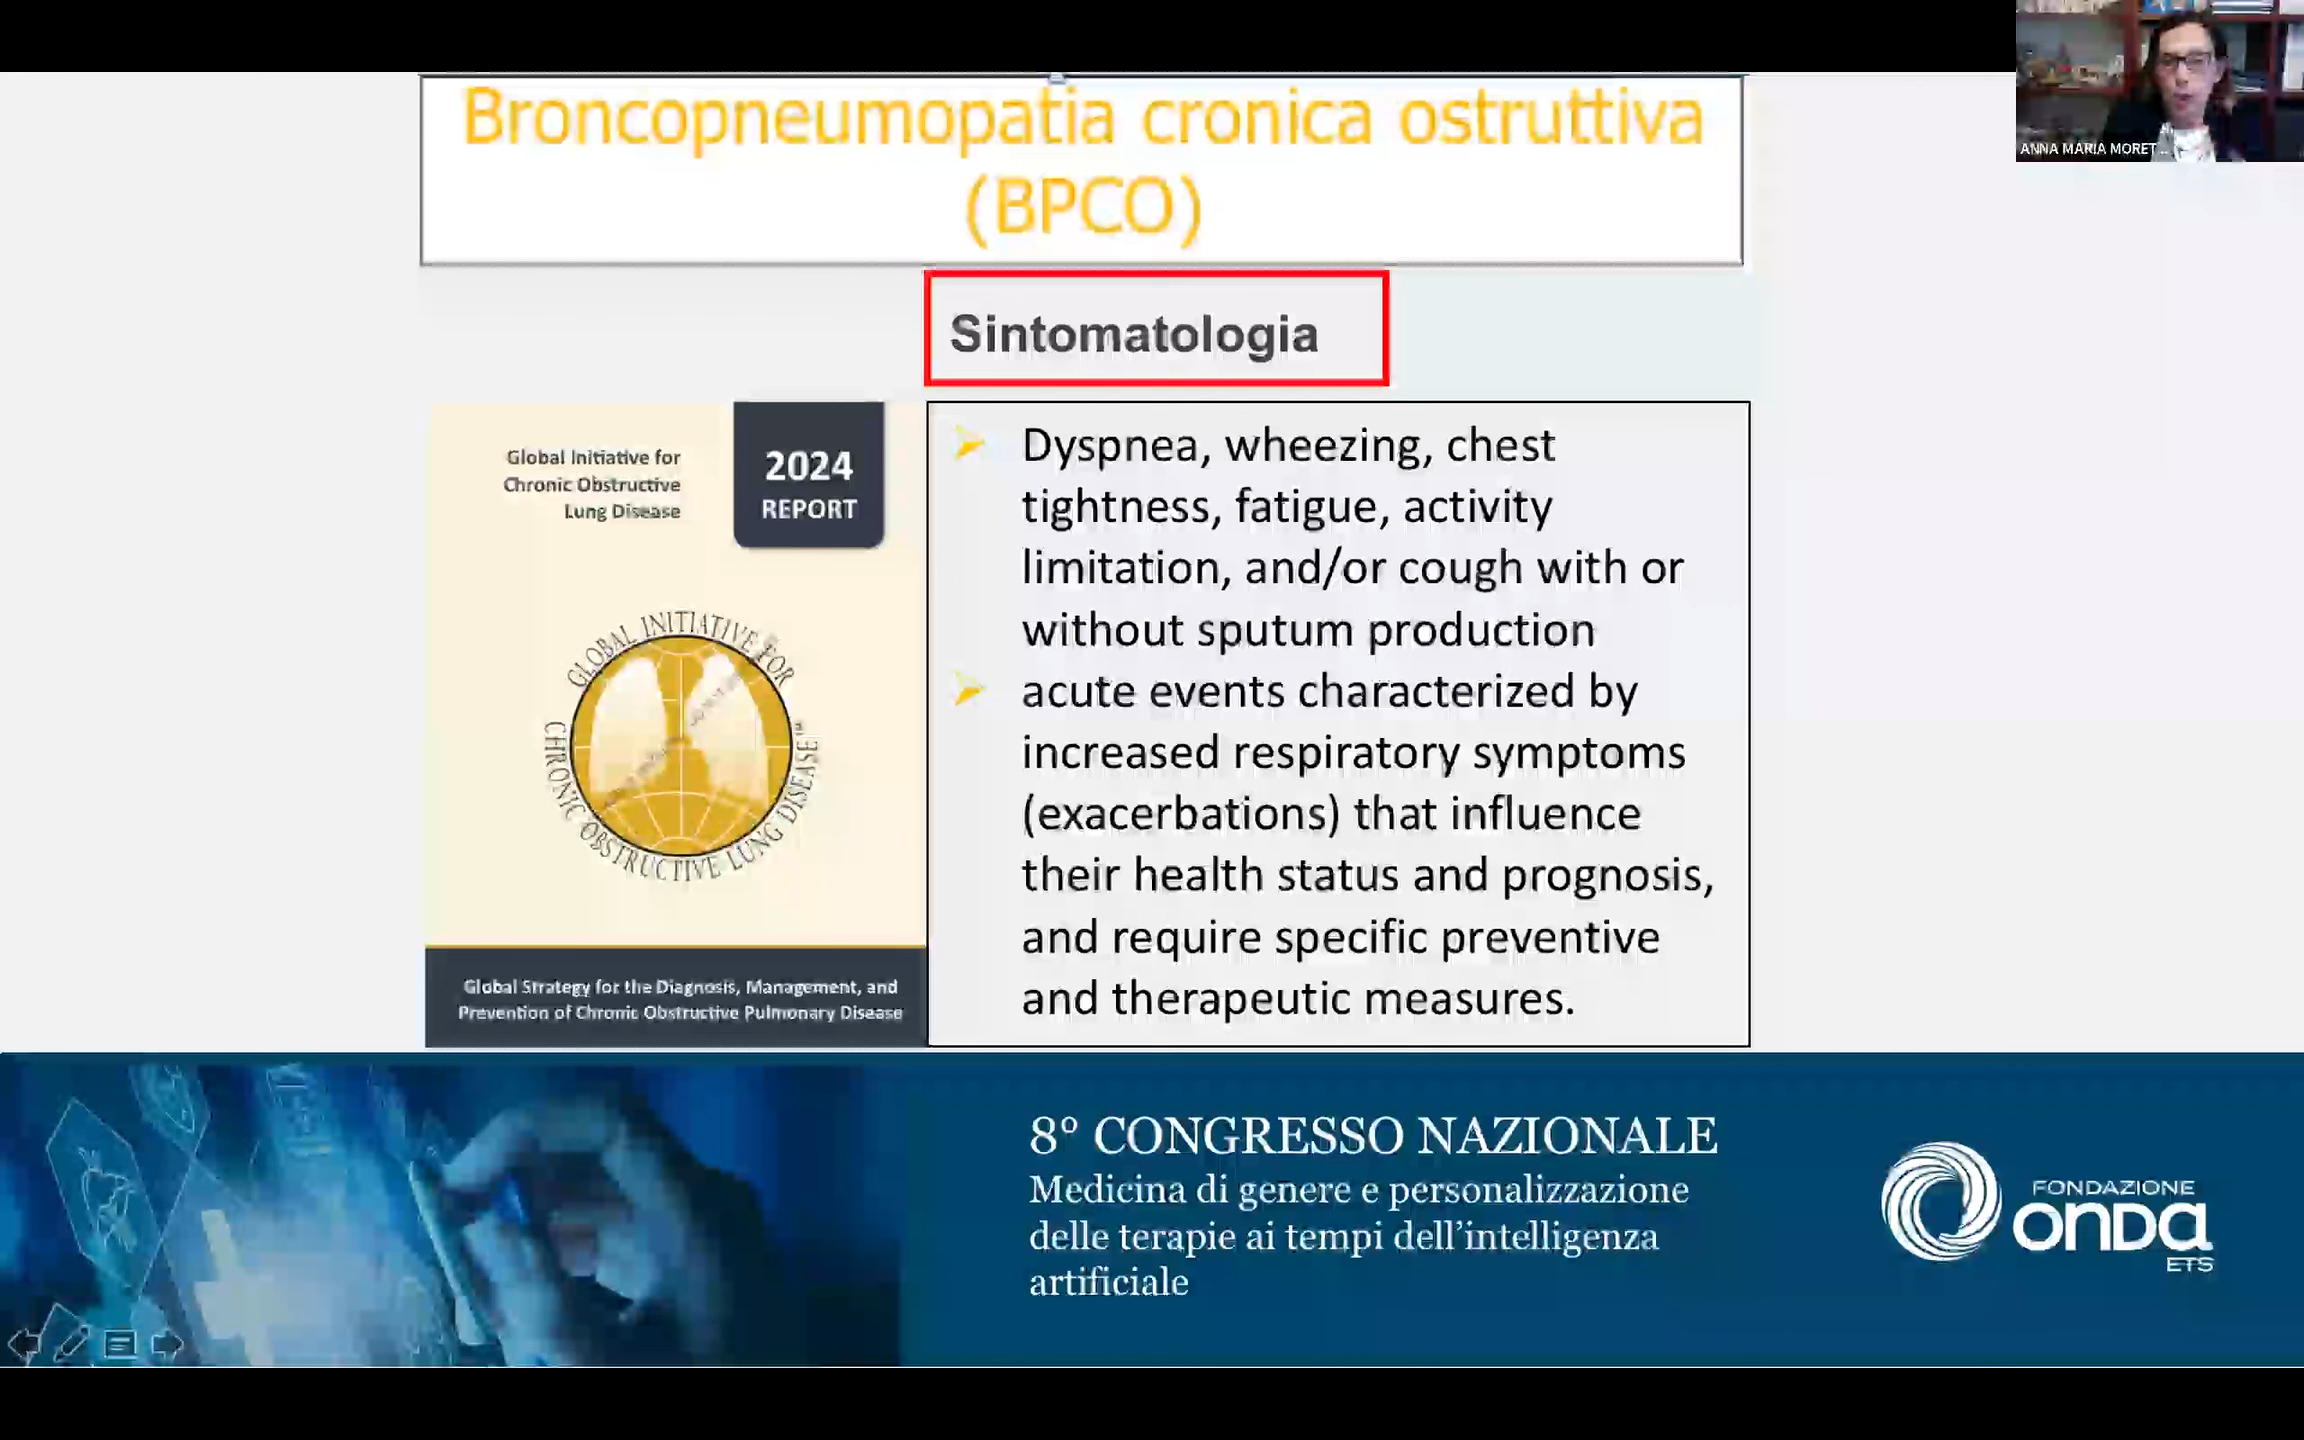 Broncopneumopatia cronica ostruttiva
(BPCO)
ANNA MARIA MORET...
Sintomatologia
Global Initiative for
Chronic Obstructive
Lung Disease
2024
REPORT
GLOBAL INITIATIVE FOR
CHRONIC OBSTRUCTIVE LUNG DISEASE
Global Strategy for the Diagnosis, Management, and
Prevention of Chronic Obstructive Pulmonary Disease
Dyspnea, wheezing, chest
tightness, fatigue, activity
limitation, and/or cough with or
without sputum production
acute events characterized by
increased respiratory symptoms
(exacerbations) that influence
their health status and prognosis,
and require specific preventive
and therapeutic measures.
8° CONGRESSO NAZIONALE
Medicina di genere e personalizzazione
delle terapie ai tempi dell'intelligenza
artificiale
FONDAZIONE
onda
ETS